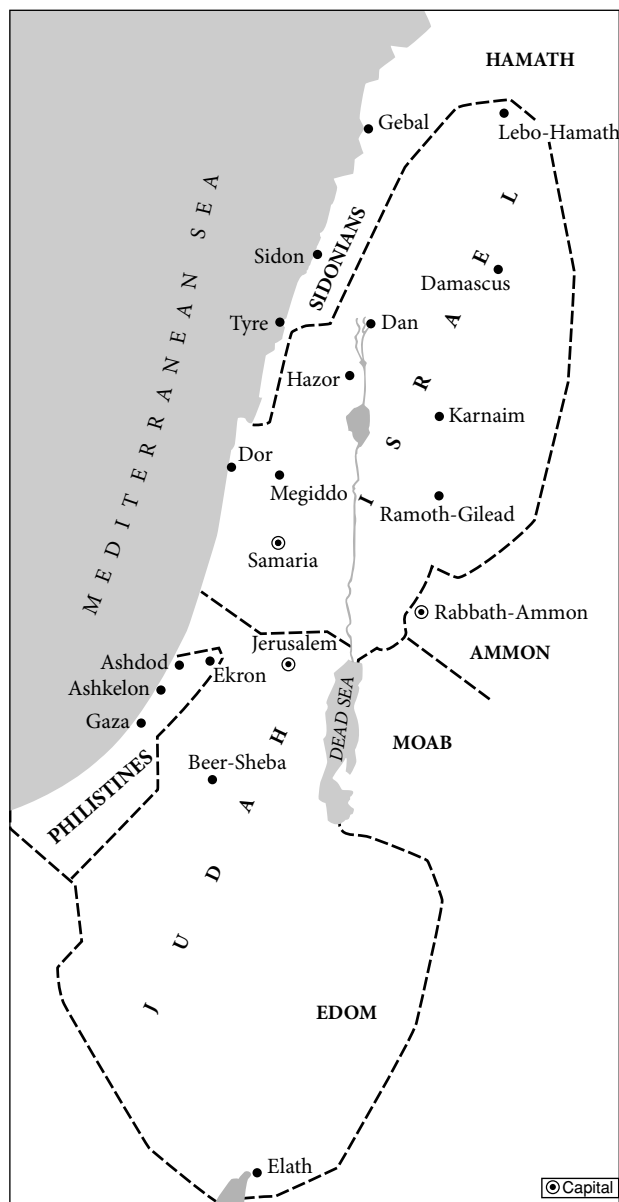 HAMATH
Gebal
Lebo-Hamath
MEDITERRANEAN SEA
SIDONIANS
ISRAEL
Sidon
Damascus
Tyre
Dan
Hazor
Karnaim
Dor
Megiddo
Ramoth-Gilead
Samaria
Rabbath-Ammon
Jerusalem
AMMON
Ashdod
Ekron
Ashkelon
DEAD SEA
Gaza
MOAB
JUDAH
Beer-Sheba
PHILISTINES
EDOM
Elath
Capital